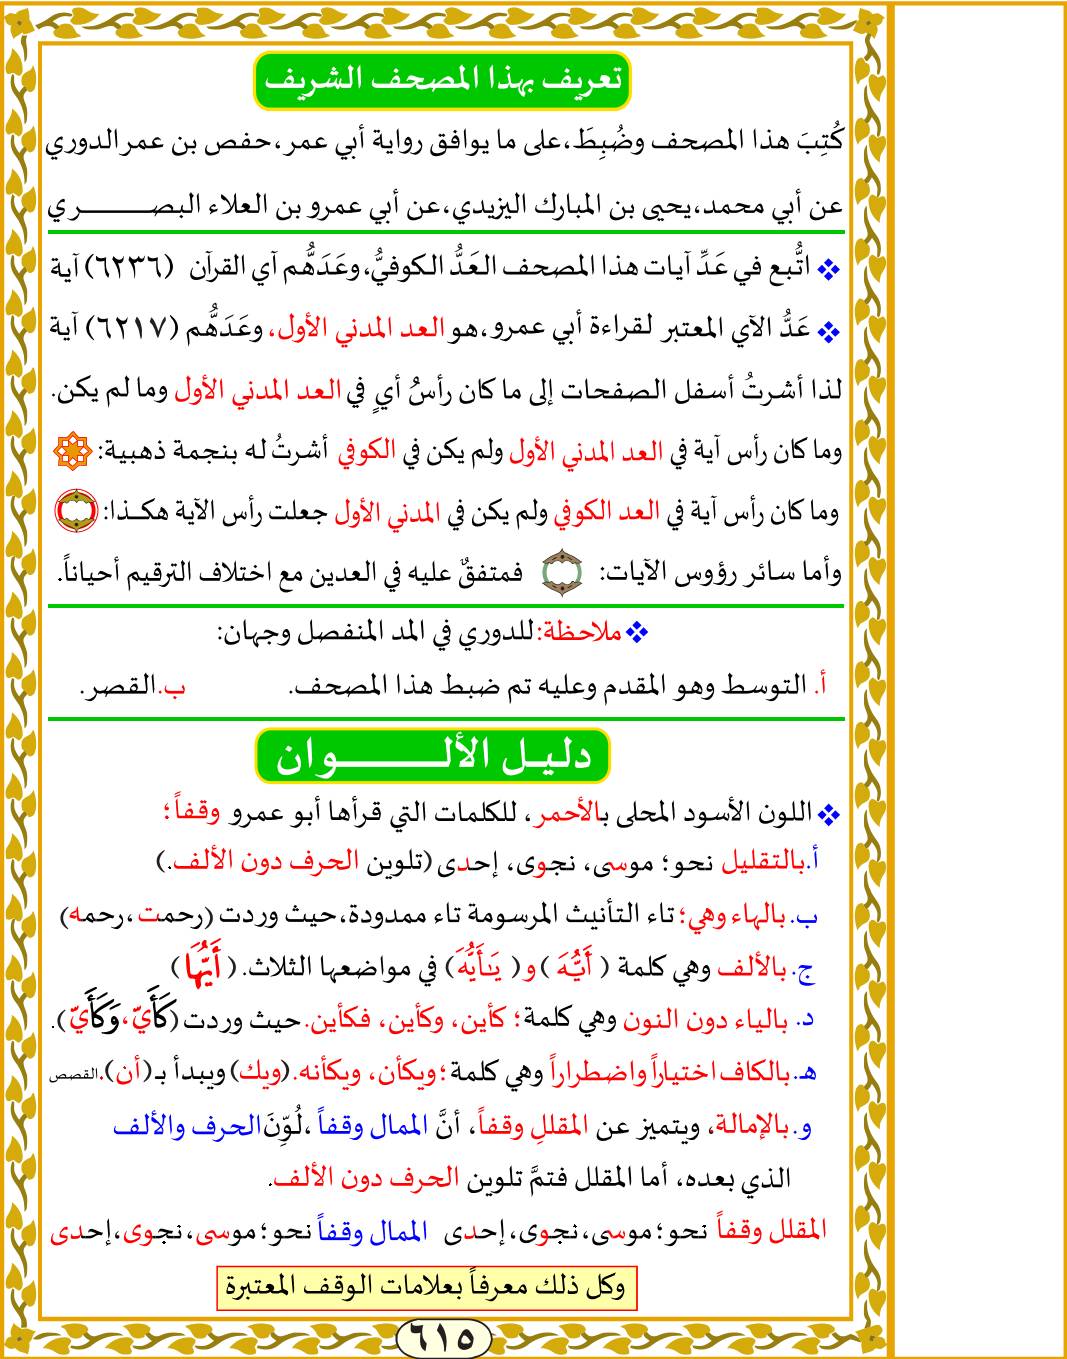 تعريف بهذا المصحف الشريف
كُتِبَ هذا المصحف وضُبِطَ،على ما يوافق رواية أبي عمر،حفص بن عمر الدوري
عن أبي محمد،يحيى بن المبارك اليزيدي،عن أبي عمرو بن العلاء البصـــــــري
❖ اتُّبع في عَدِّ آيات هذا المصحف العَدُّ الكوفيُّ،وعَدَهُّم آي القرآن (٦٢٣٦) آية
❖ عَدُّ الآي المعتبر لقراءة أبي عمرو،هو العد المدني الأول، وعَدَهُّم (٦٢١٧) آية
لذا أشرتُ أسفل الصفحات إلى ما كان رأسُ أيٍ في العد المدني الأول وما لم يكن.
وما كان رأس آية في العد المدني الأول ولم يكن في الكوفي أشرتُ له بنجمة ذهبية:
وما كان رأس آية في العد الكوفي ولم يكن في المدني الأول جعلت رأس الآية هكـذا:
وأما سائر رؤوس الآيات: فمتفقٌ عليه في العدين مع اختلاف الترقيم أحياناً.
❖ ملاحظة:للدوري في المد المنفصل وجهان:
أ. التوسط وهو المقدم وعليه تم ضبط هذا المصحف. ب.القصر.
دليـل الألـــــــــوان
❖ اللون الأسود المحلى بالأحمر، للكلمات التي قرأها أبو عمرو وقفاً؛
أ.بالتقليل نحو؛ موسى، نجوى، إحدى (تلوين الحرف دون الألف.)
ب. بالهاء وهي؛ تاء التأنيث المرسومة تاء ممدودة،حيث وردت (رحمت ،رحمه)
ج. بالألف وهي كلمة ( أَيُّهَ ) و( يَـٰأَيُّهَ) في مواضعها الثلاث. ( أَيُّهَا )
د. بالياء دون النون وهي كلمة؛ كأين، وكأين، فكأين. حيث وردت (كَأَيّ،وَكَأَيّ).
هـ. بالكاف اختياراً واضطراراً وهي كلمة؛ ويكأن، ويكأنه.(ويك) ويبدأ بـ (أن).القصص
و. بالإمالة، ويتميز عن المقللِ وقفاً، أنَّ الممال وقفاً ،لُوِّنَ الحرف والألف
الذي بعده، أما المقلل فتمَّ تلوين الحرف دون الألف.
المقلل وقفاً نحو؛ موسى، نجوى، إحدى الممال وقفاً نحو؛ موسى، نجوى،إحدى
وكل ذلك معرفاً بعلامات الوقف المعتبرة
٦١٥